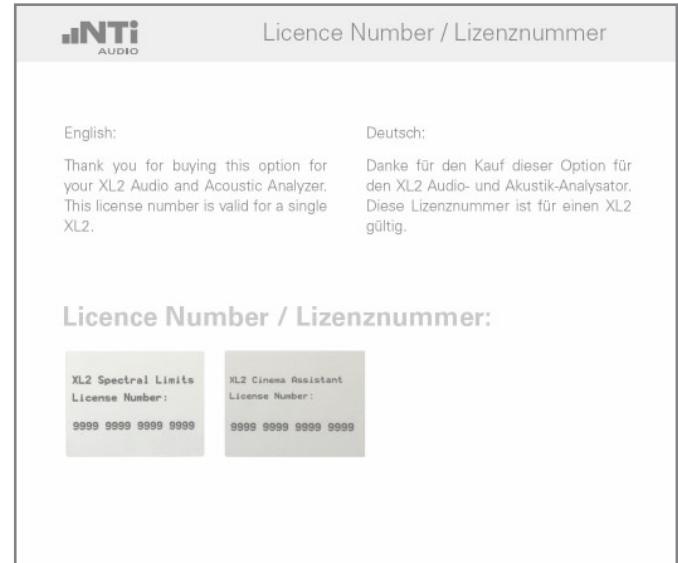 NTi
AUDIO
Licence Number / Lizenznummer
English:
Thank you for buying this option for
your XL2 Audio and Acoustic Analyzer.
This license number is valid for a single
XL2.
Deutsch:
Danke für den Kauf dieser Option für
den XL2 Audio- und Akustik-Analysator.
Diese Lizenznummer ist für einen XL2
gültig.
Licence Number / Lizenznummer:
XL2 Spectral Limits
License Number:
9999 9999 9999 9999
XL2 Cinema Assistant
License Number:
9999 9999 9999 9999